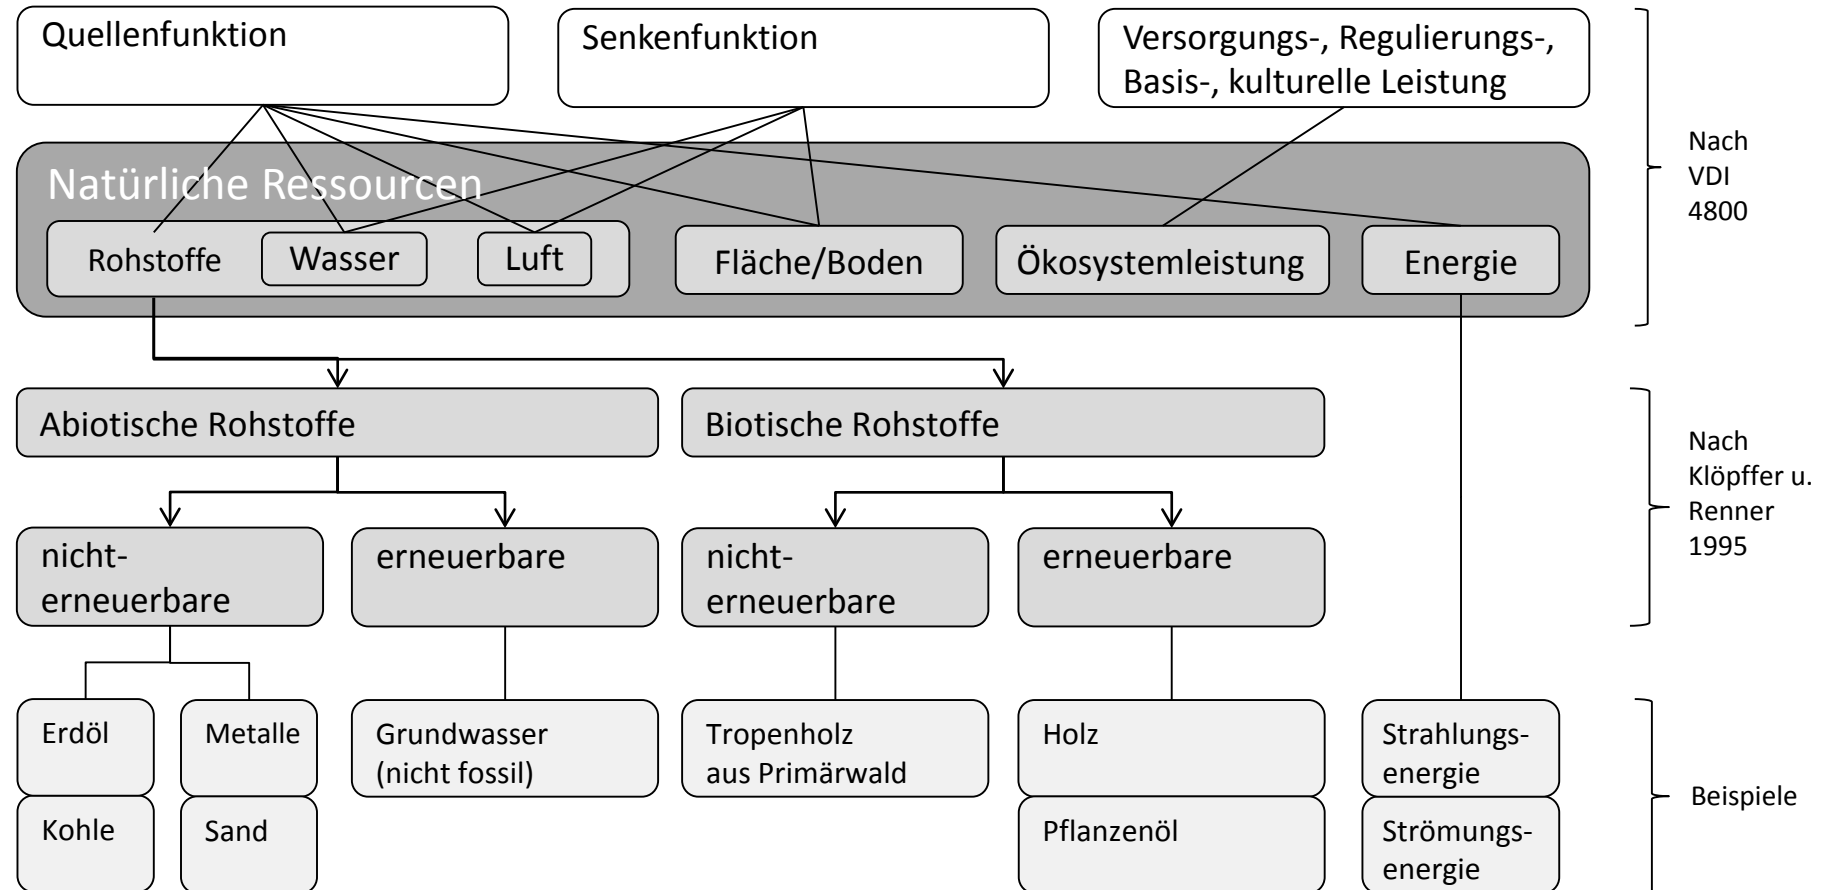 Quellenfunktion
Senkenfunktion
Versorgungs-, Regulierungs-,
Basis-, kulturelle Leistung
Nach
VDI
4800
Natürliche Ressourcen
Rohstoffe
Wasser
Luft
Fläche/Boden
Ökosystemleistung
Energie
Abiotische Rohstoffe
Biotische Rohstoffe
Nach
Klöpffer u.
Renner
1995
nicht-
erneuerbare
erneuerbare
nicht-
erneuerbare
erneuerbare
Erdöl
Metalle
Grundwasser
(nicht fossil)
Tropenholz
aus Primärwald
Holz
Strahlungs-
energie
Beispiele
Kohle
Sand
Pflanzenöl
Strömungs-
energie